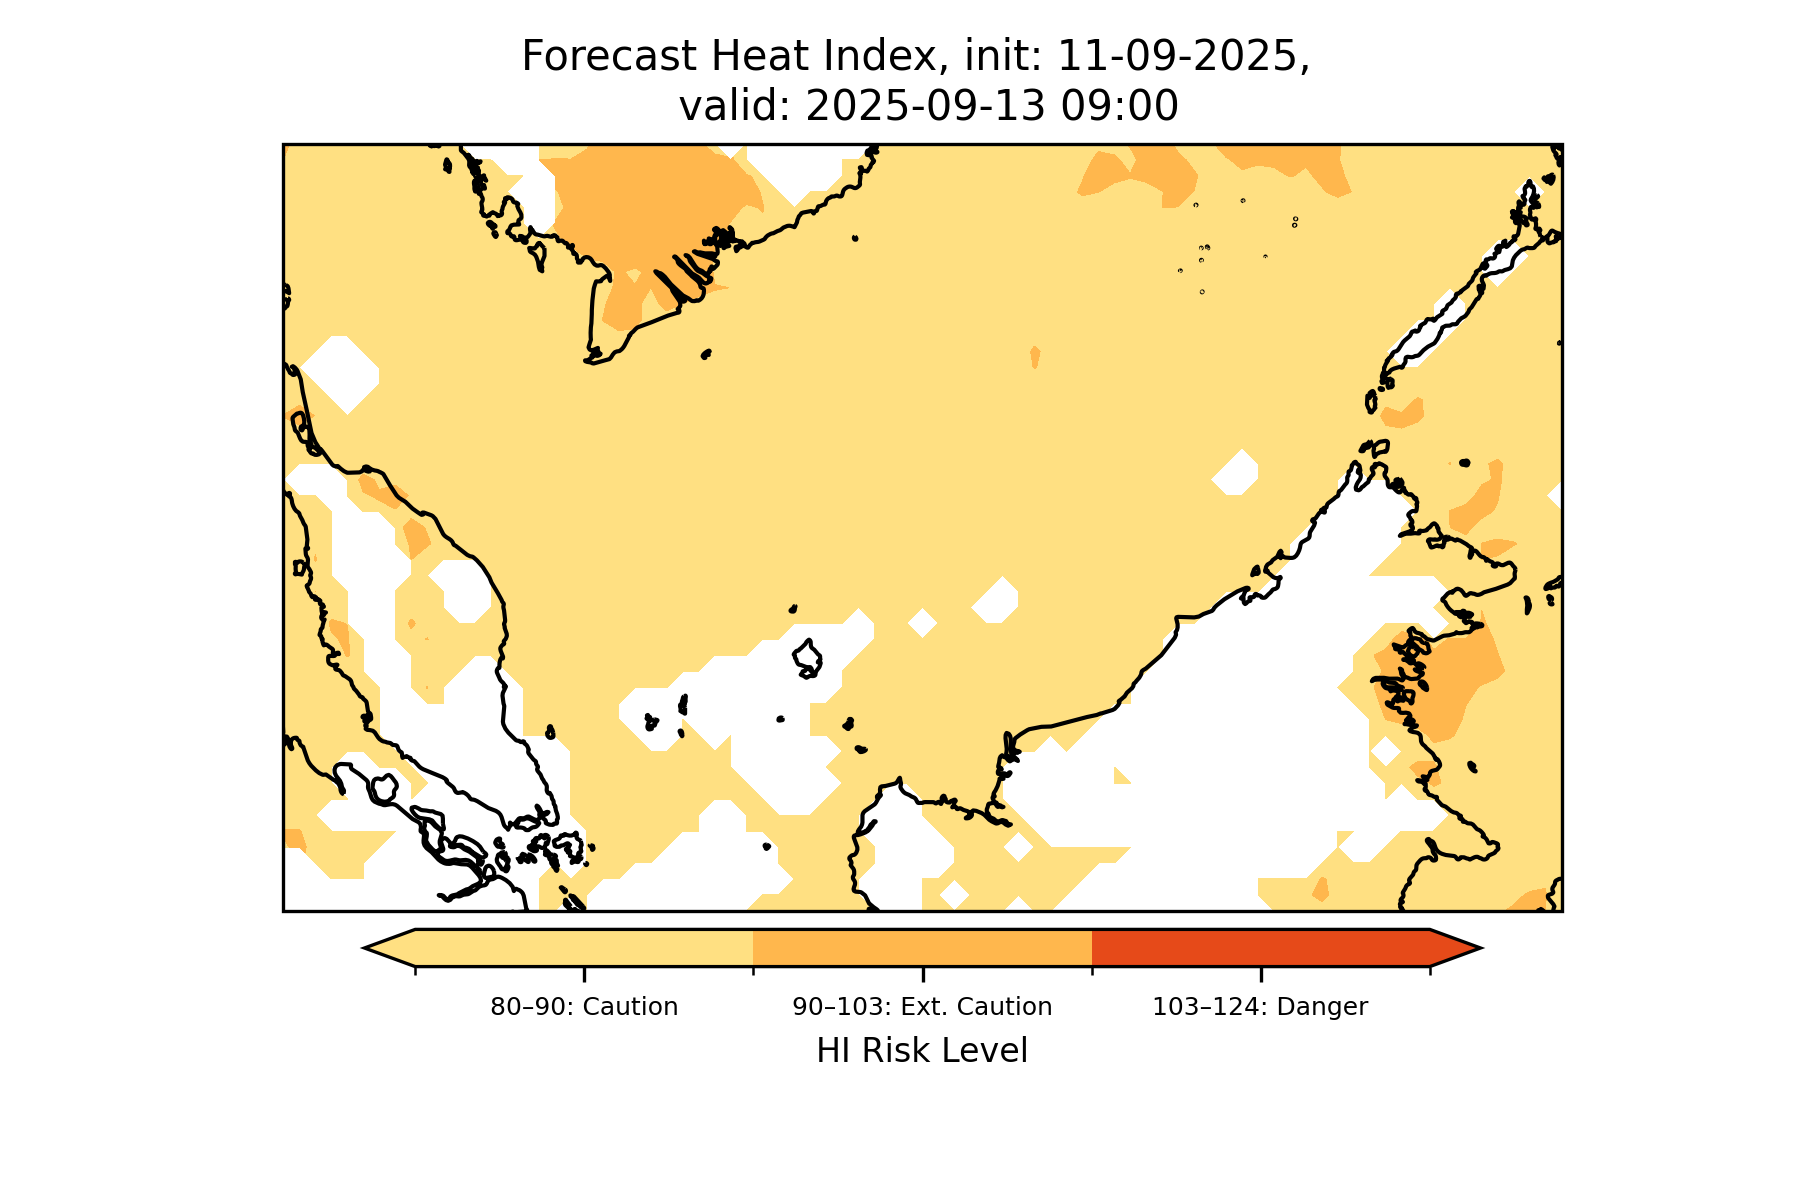 Forecast Heat Index, init: 11-09-2025,
valid: 2025-09-13 09:00
80–90: Caution
90–103: Ext. Caution
103–124: Danger
HI Risk Level